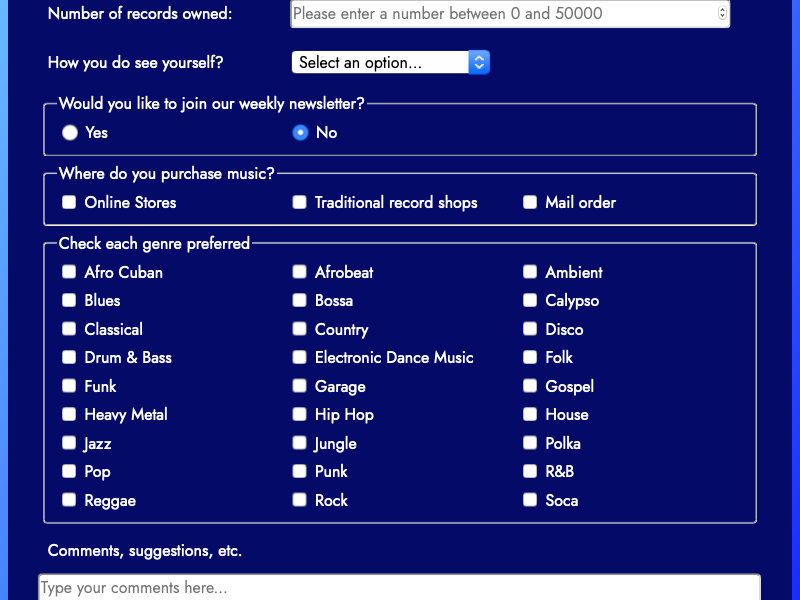 Number of records owned: Please enter a number between 0 and 50000
How you do see yourself? Select an option...
Would you like to join our weekly newsletter?
Yes No
Where do you purchase music?
Online Stores Traditional record shops Mail order
Check each genre preferred
Afro Cuban Afrobeat Ambient
Blues Bossa Calypso
Classical Country Disco
Drum & Bass Electronic Dance Music Folk
Funk Garage Gospel
Heavy Metal Hip Hop House
Jazz Jungle Polka
Pop Punk R&B
Reggae Rock Soca
Comments, suggestions, etc.
Type your comments here...